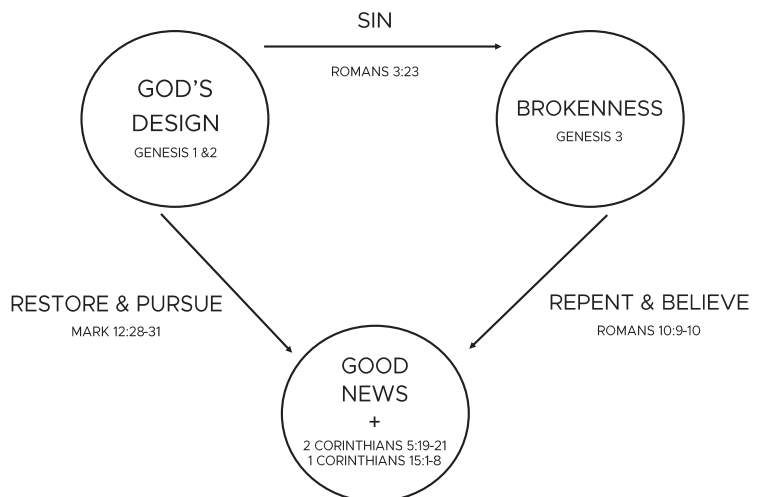 SIN
ROMANS 3:23
GOD'S
DESIGN
GENESIS 1 &2
BROKENNESS
GENESIS 3
RESTORE & PURSUE
MARK 12:28-31
REPENT & BELIEVE
ROMANS 10:9-10
GOOD
NEWS
+
2 CORINTHIANS 5:19-21
1 CORINTHIANS 15:1-8